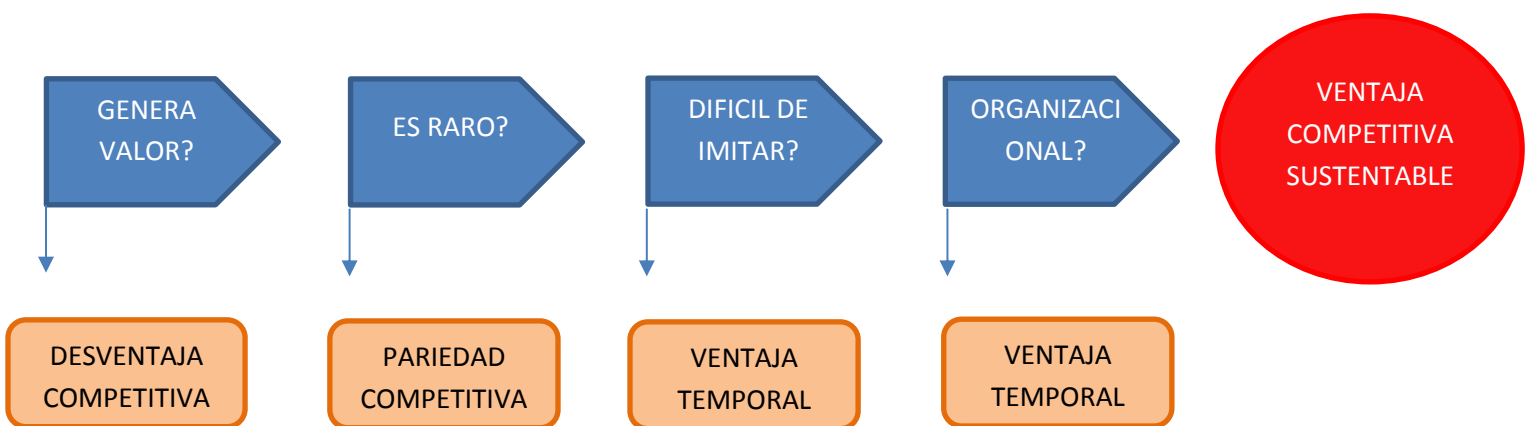 GENERA
VALOR?
ES RARO?
DIFICIL DE
IMITAR?
ORGANIZACI
ONAL?
VENTAJA
COMPETITIVA
SUSTENTABLE
DESVENTAJA
COMPETITIVA
PARIEDAD
COMPETITIVA
VENTAJA
TEMPORAL
VENTAJA
TEMPORAL